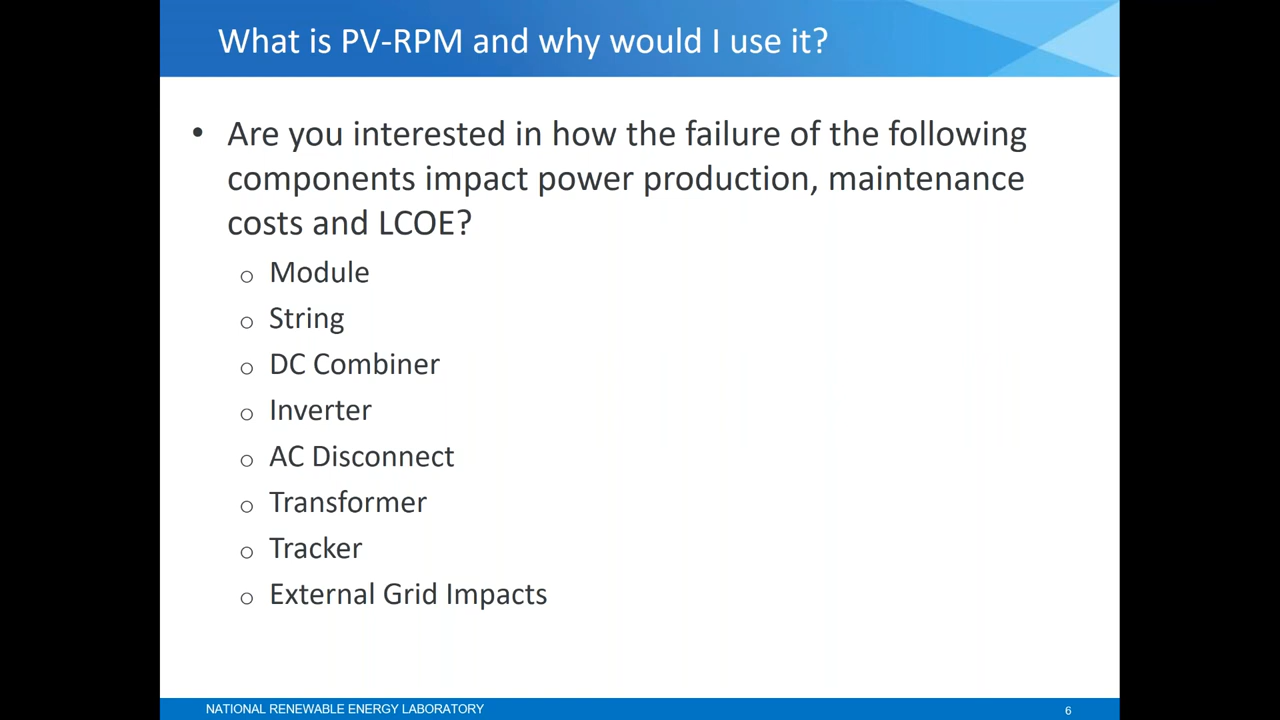 What is PV-RPM and why would I use it?
• Are you interested in how the failure of the following
components impact power production, maintenance
costs and LCOE?
o Module
o String
o DC Combiner
o Inverter
o AC Disconnect
o Transformer
o Tracker
o External Grid Impacts
NATIONAL RENEWABLE ENERGY LABORATORY
6